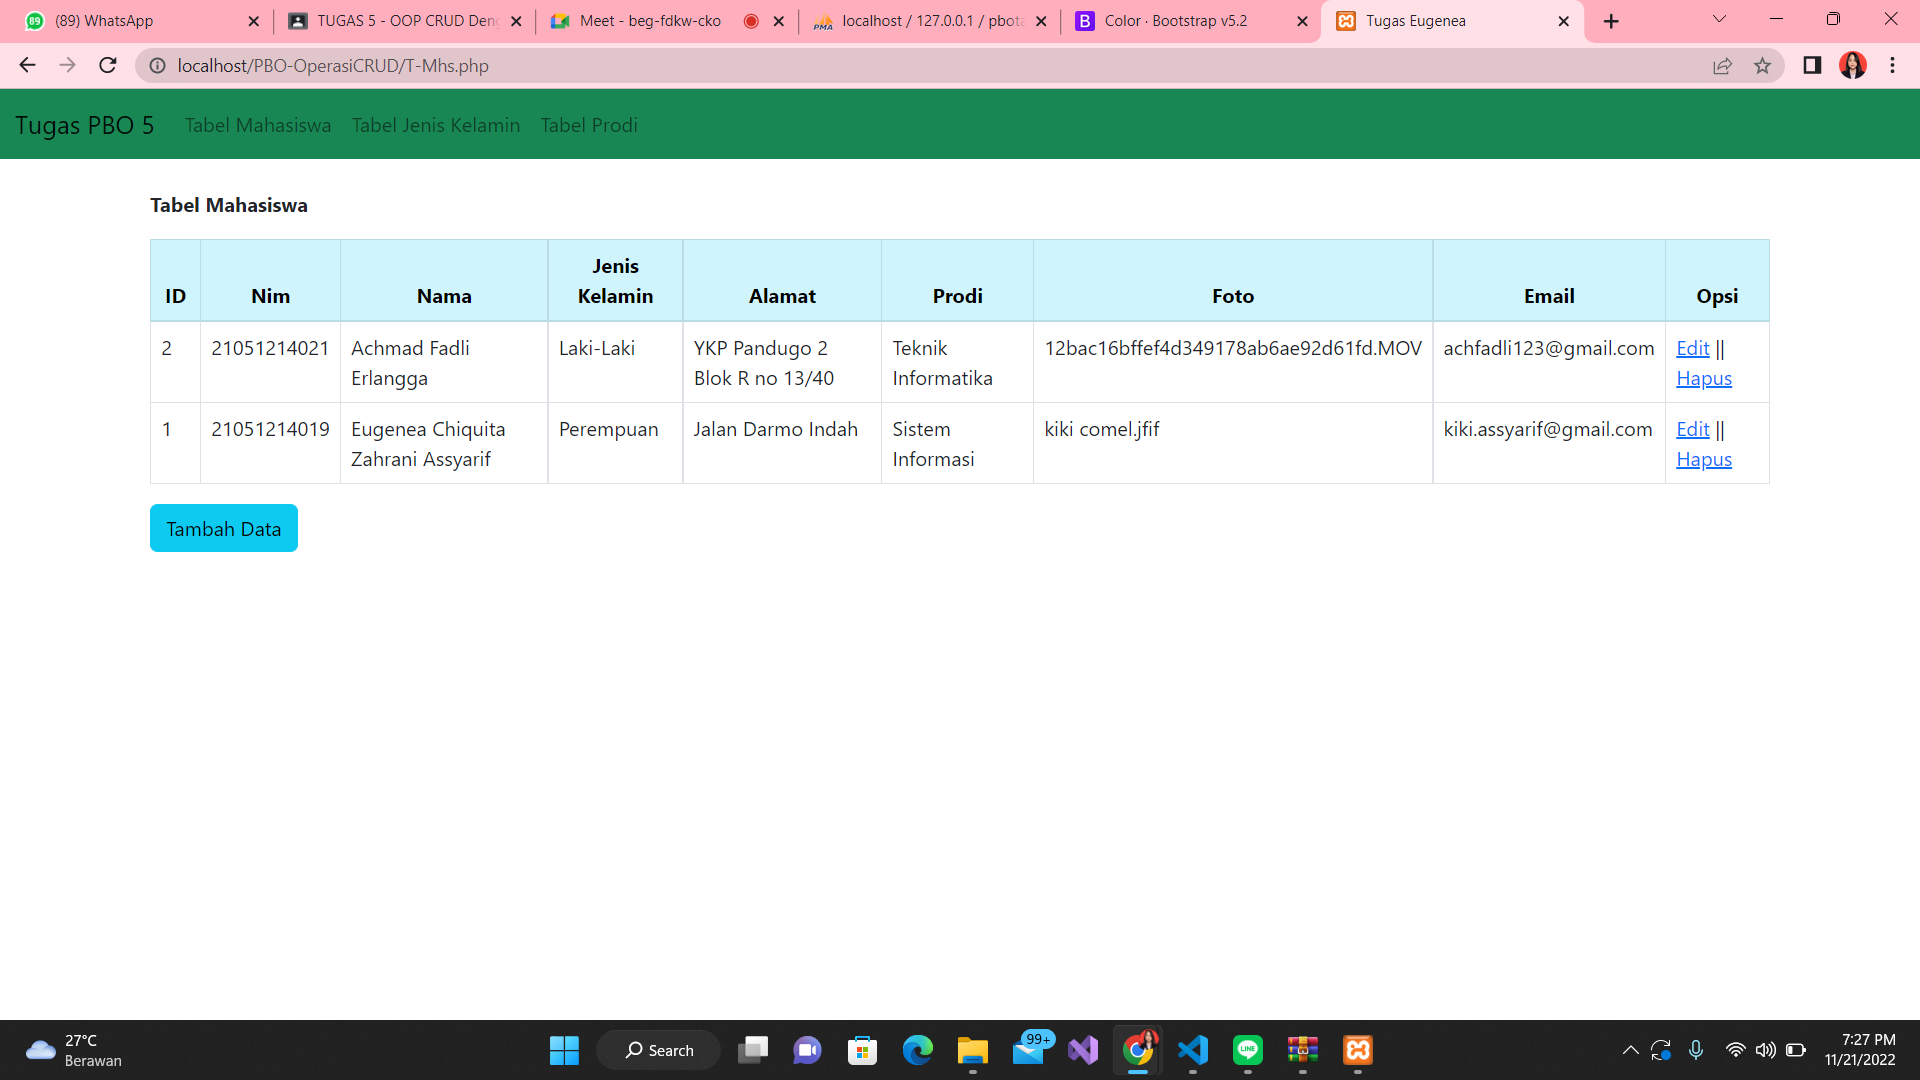 (89) WhatsApp
TUGAS 5 - OOP CRUD Den
Meet - beg-fdkw-cko
localhost / 127.0.0.1 / pbota
Color · Bootstrap v5.2
Tugas Eugenea
localhost/PBO-OperasiCRUD/T-Mhs.php
Tugas PBO 5 Tabel Mahasiswa Tabel Jenis Kelamin Tabel Prodi
Tabel Mahasiswa
ID Nim Nama Jenis Kelamin Alamat Prodi Foto Email Opsi
2 21051214021 Achmad Fadli Erlangga Laki-Laki YKP Pandugo 2 Blok R no 13/40 Teknik Informatika 12bac16bffef4d349178ab6ae92d61fd.MOV achfadli123@gmail.com Edit || Hapus
1 21051214019 Eugenea Chiquita Zahrani Assyarif Perempuan Jalan Darmo Indah Sistem Informasi kiki comel.jfif kiki.assyarif@gmail.com Edit || Hapus
Tambah Data
27°C
Berawan
Search
99+
7:27 PM
11/21/2022